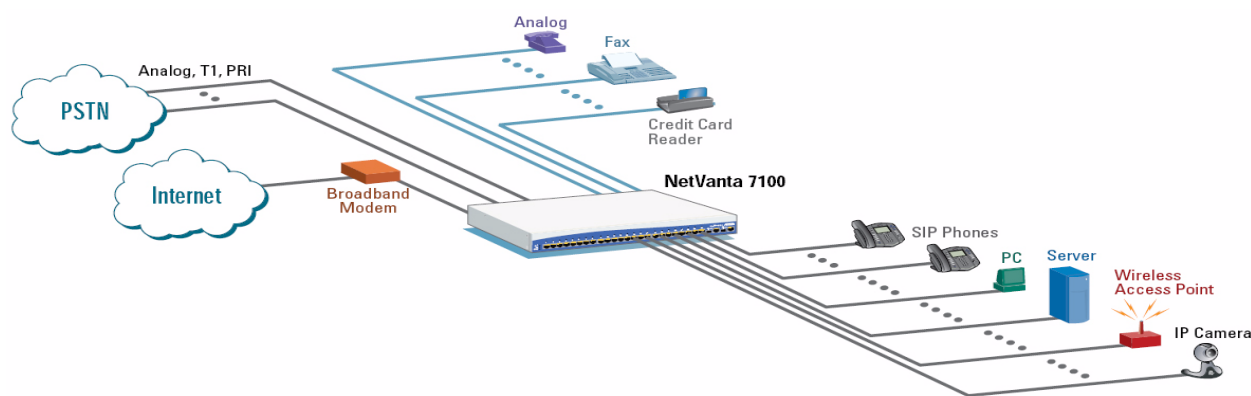 Analog
Fax
Analog, T1, PRI
PSTN
Credit Card
Reader
Internet
Broadband
Modem
NetVanta 7100
SIP Phones
PC
Server
Wireless
Access Point
IP Camera